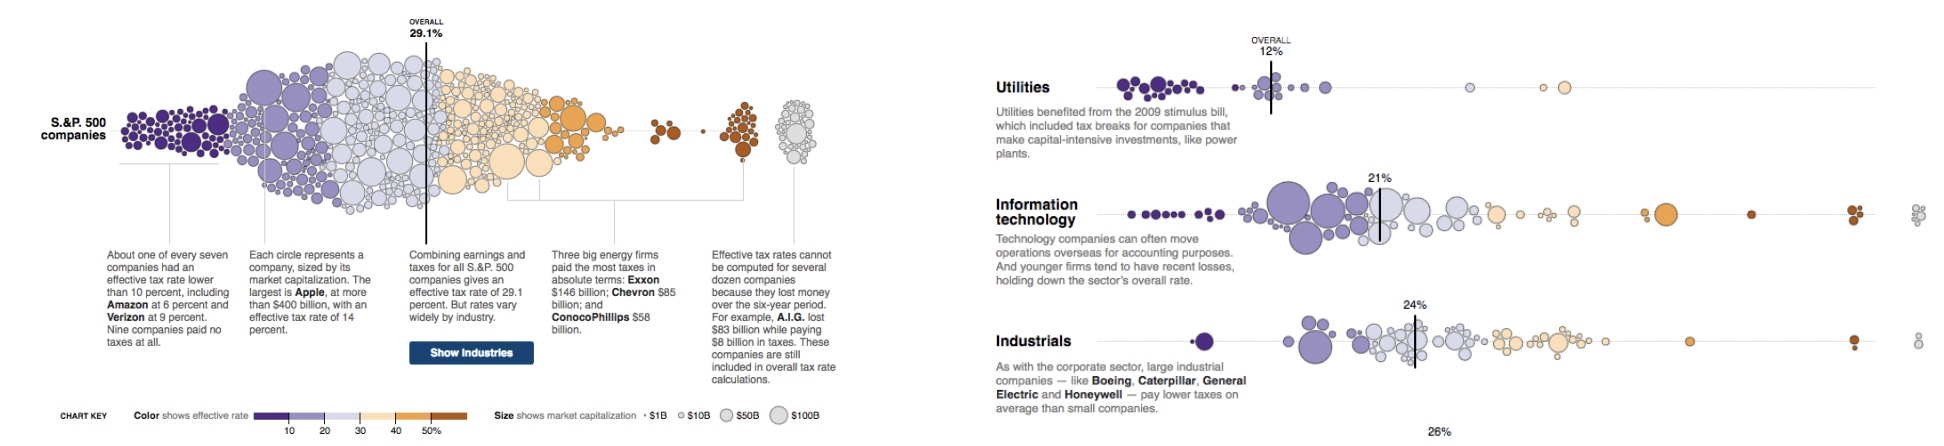 OVERALL
29.1%
S.&P. 500
companies
About one of every seven
companies had an
effective tax rate lower
than 10 percent, including
Amazon at 6 percent and
Verizon at 9 percent.
Nine companies paid no
taxes at all.
Each circle represents a
company, sized by its
market capitalization. The
largest is Apple, at more
than $400 billion, with an
effective tax rate of 14
percent.
Combining earnings and
taxes for all S.&P. 500
companies gives an
effective tax rate of 29.1
percent. But rates vary
widely by industry.
Show Industries
Three big energy firms
paid the most taxes in
absolute terms: Exxon
$146 billion; Chevron $85
billion; and
ConocoPhillips $58
billion.
Effective tax rates cannot
be computed for several
dozen companies
because they lost money
over the six-year period.
For example, A.I.G. lost
$83 billion while paying
$8 billion in taxes. These
companies are still
included in overall tax rate
calculations.
CHART KEY
Color shows effective rate
10 20 30 40 50%
Size shows market capitalization
$1B $10B $50B $100B
OVERALL
12%
Utilities
Utilities benefited from the 2009 stimulus bill,
which included tax breaks for companies that
make capital-intensive investments, like power
plants.
21%
Information
technology
Technology companies can often move
operations overseas for accounting purposes.
And younger firms tend to have recent losses,
holding down the sector's overall rate.
24%
Industrials
As with the corporate sector, large industrial
companies — like Boeing, Caterpillar, General
Electric and Honeywell — pay lower taxes on
average than small companies.
26%